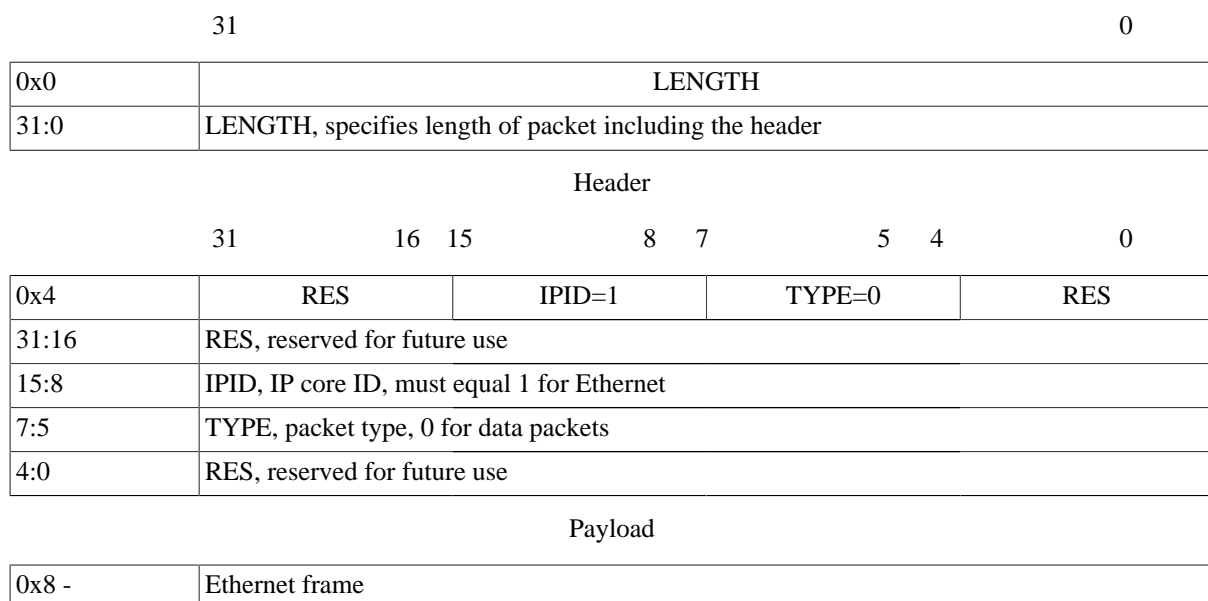 31 0
0x0 LENGTH
31:0 LENGTH, specifies length of packet including the header
Header
31 16 15 8 7 5 4 0
0x4 RES IPID=1 TYPE=0 RES
31:16 RES, reserved for future use
15:8 IPID, IP core ID, must equal 1 for Ethernet
7:5 TYPE, packet type, 0 for data packets
4:0 RES, reserved for future use
Payload
0x8 - Ethernet frame